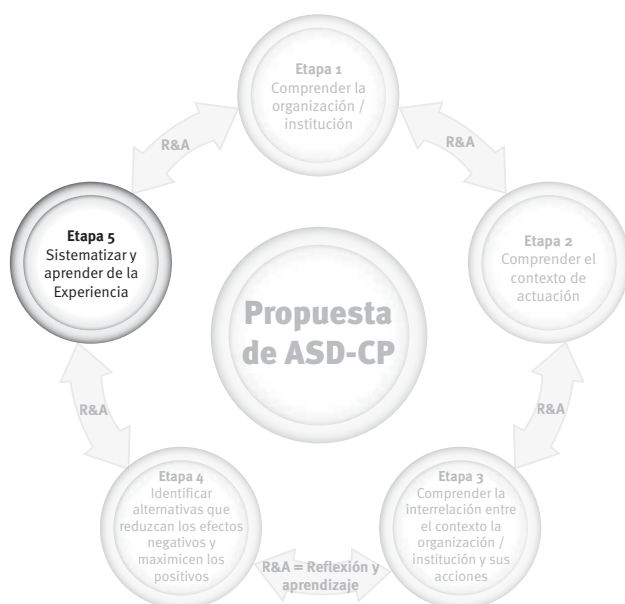 Etapa 1
Comprender la
organización /
institución
R&A
R&A
Etapa 5
Sistematizar y
aprender de la
Experiencia
Etapa 2
Comprender el
contexto de
actuación
Propuesta
de ASD-CP
R&A
R&A
Etapa 4
Identificar
alternativas que
reduzcan los efectos
negativos y
maximicen los
positivos
Etapa 3
Comprender la
interrelación entre
el contexto la
organización /
institución y sus
acciones
R&A = Reflexión y
aprendizaje